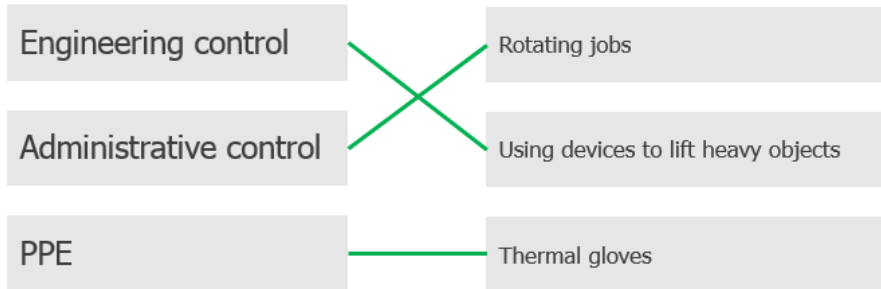 Engineering control
Rotating jobs
Administrative control
Using devices to lift heavy objects
PPE
Thermal gloves